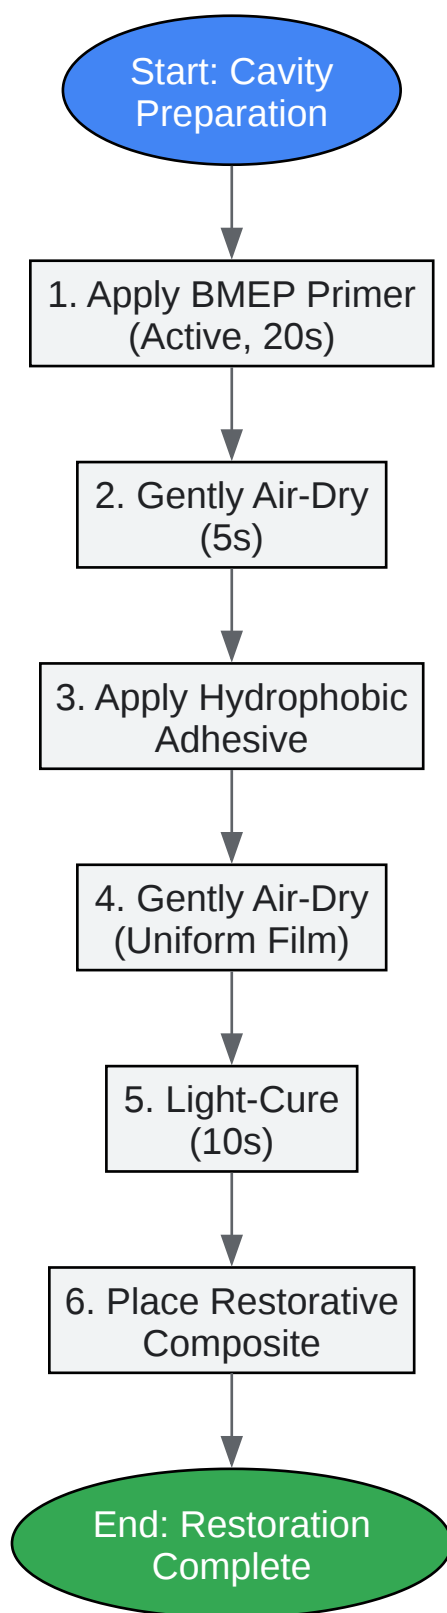 Start: Cavity
Preparation
1. Apply BMEP Primer
(Active, 20s)
2. Gently Air-Dry
(5s)
3. Apply Hydrophobic
Adhesive
4. Gently Air-Dry
(Uniform Film)
5. Light-Cure
(10s)
6. Place Restorative
Composite
End: Restoration
Complete